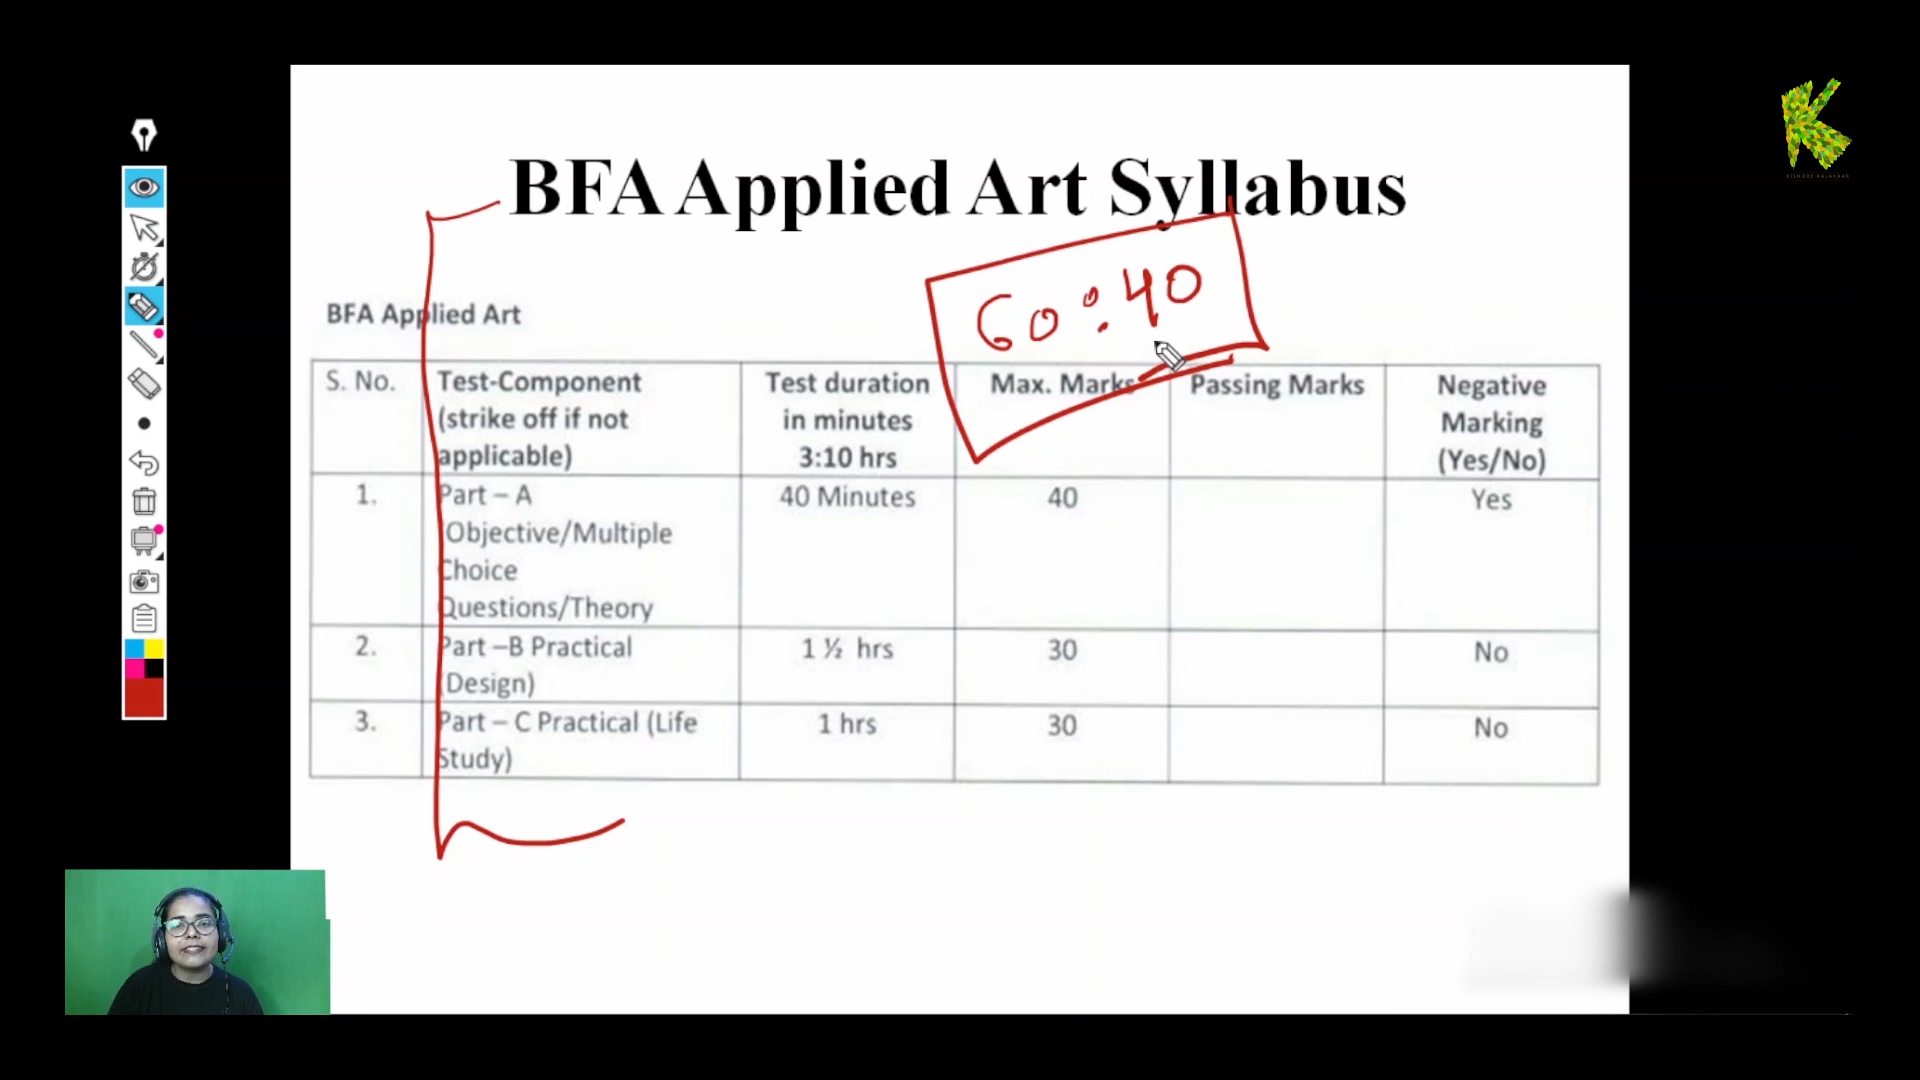 BFA Applied Art Syllabus
60:40
BFA Applied Art
S. No.
Test-Component
(strike off if not
applicable)
Test duration
in minutes
3:10 hrs
Max. Marks
Passing Marks
Negative
Marking
(Yes/No)
1.
Part – A
(Objective/Multiple
Choice
Questions/Theory
40 Minutes
40
Yes
2.
Part –B Practical
(Design)
1 ½ hrs
30
No
3.
Part – C Practical (Life
Study)
1 hrs
30
No
K
KISHORE KALAKAAR